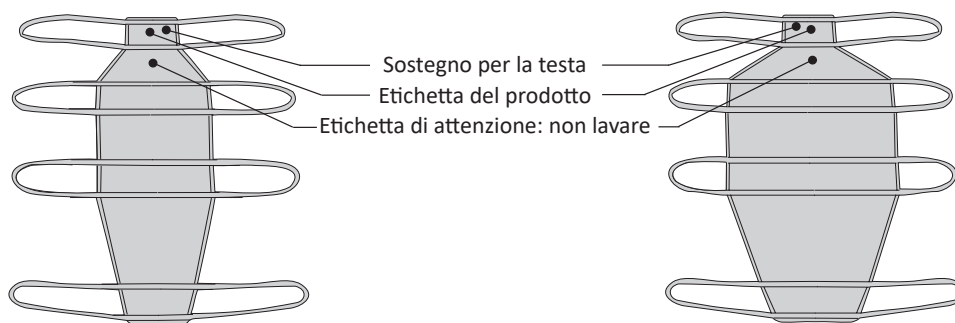 Sostegno per la testa
Etichetta del prodotto
Etichetta di attenzione: non lavare